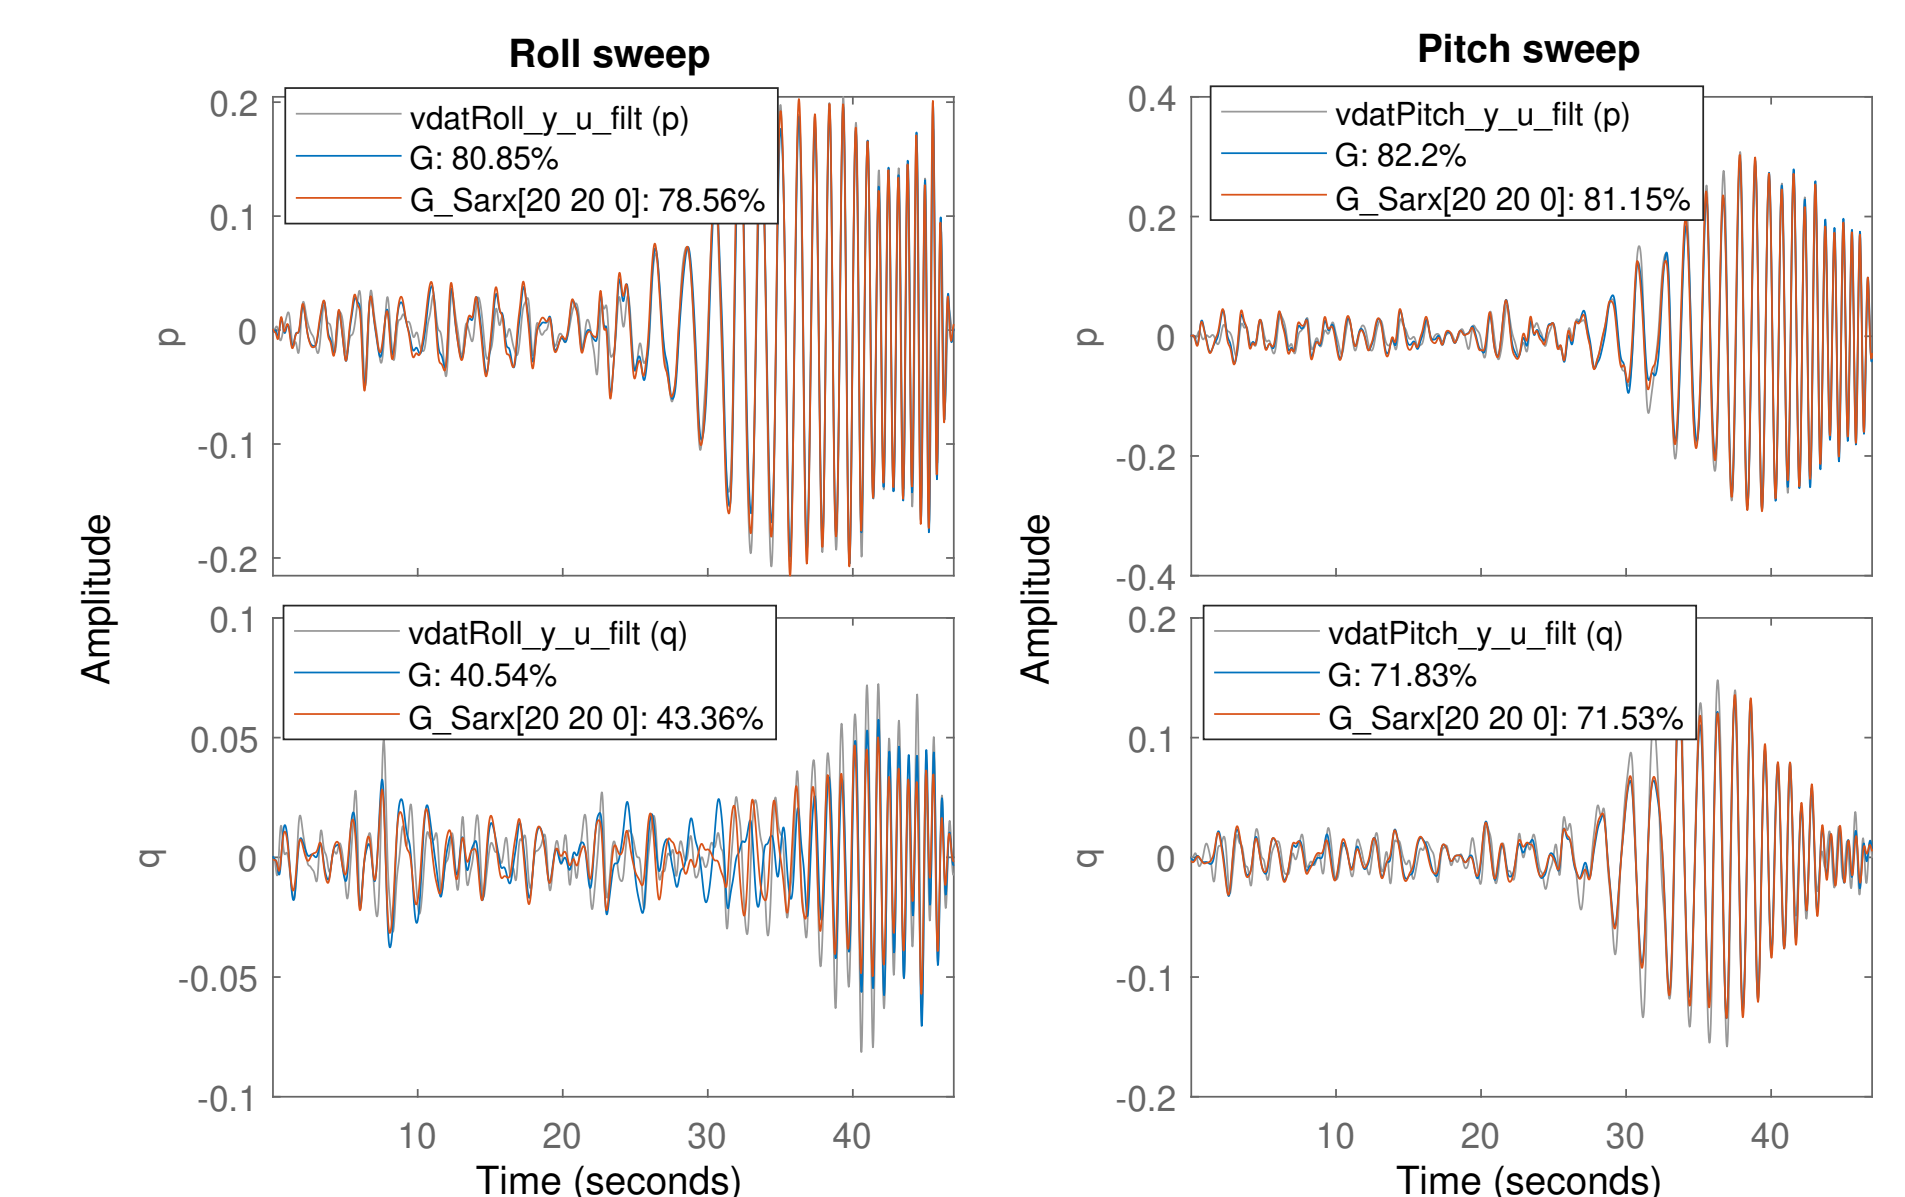 Roll sweep
vdatRoll_y_u_filt (p)
G: 80.85%
G_Sarx[20 20 0]: 78.56%
0.2
0.1
0
-0.1
-0.2
p
vdatRoll_y_u_filt (q)
G: 40.54%
G_Sarx[20 20 0]: 43.36%
0.1
0.05
0
-0.05
-0.1
q
Amplitude
10 20 30 40
Time (seconds)
Pitch sweep
vdatPitch_y_u_filt (p)
G: 82.2%
G_Sarx[20 20 0]: 81.15%
0.4
0.2
0
-0.2
-0.4
p
vdatPitch_y_u_filt (q)
G: 71.83%
G_Sarx[20 20 0]: 71.53%
0.2
0.1
0
-0.1
-0.2
q
Amplitude
10 20 30 40
Time (seconds)